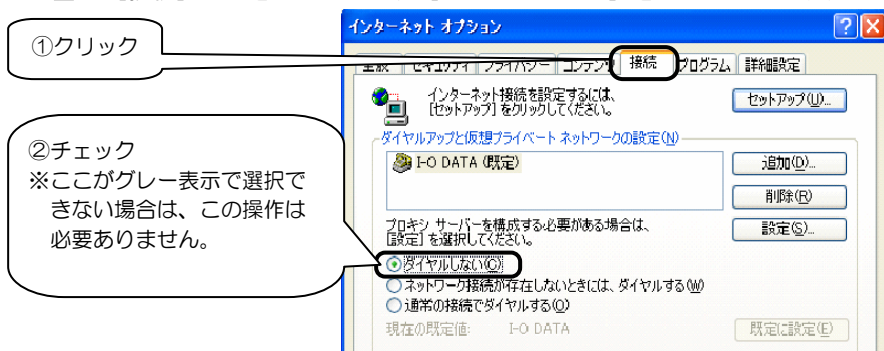 ①クリック
インターネット オプション
全般 セキュリティ プライバシー コンテンツ 接続 プログラム 詳細設定
インターネット接続を設定するには、
[セットアップ] をクリックしてください。
セットアップ(U)...
ダイヤルアップと仮想プライベート ネットワークの設定(N)
I-O DATA (既定)
追加(D)...
削除(R)
②チェック
※ここがグレー表示で選択で
きない場合は、この操作は
必要ありません。
プロキシ サーバーを構成する必要がある場合は、
[設定] を選択してください。
設定(S)...
ダイヤルしない(C)
ネットワーク接続が存在しないときには、ダイヤルする(W)
通常の接続でダイヤルする(O)
現在の既定値: I-O DATA
既定に設定(E)